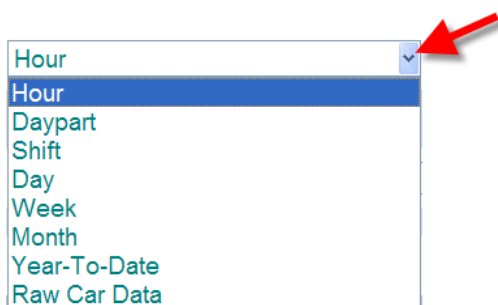 Hour
Hour
Daypart
Shift
Day
Week
Month
Year-To-Date
Raw Car Data